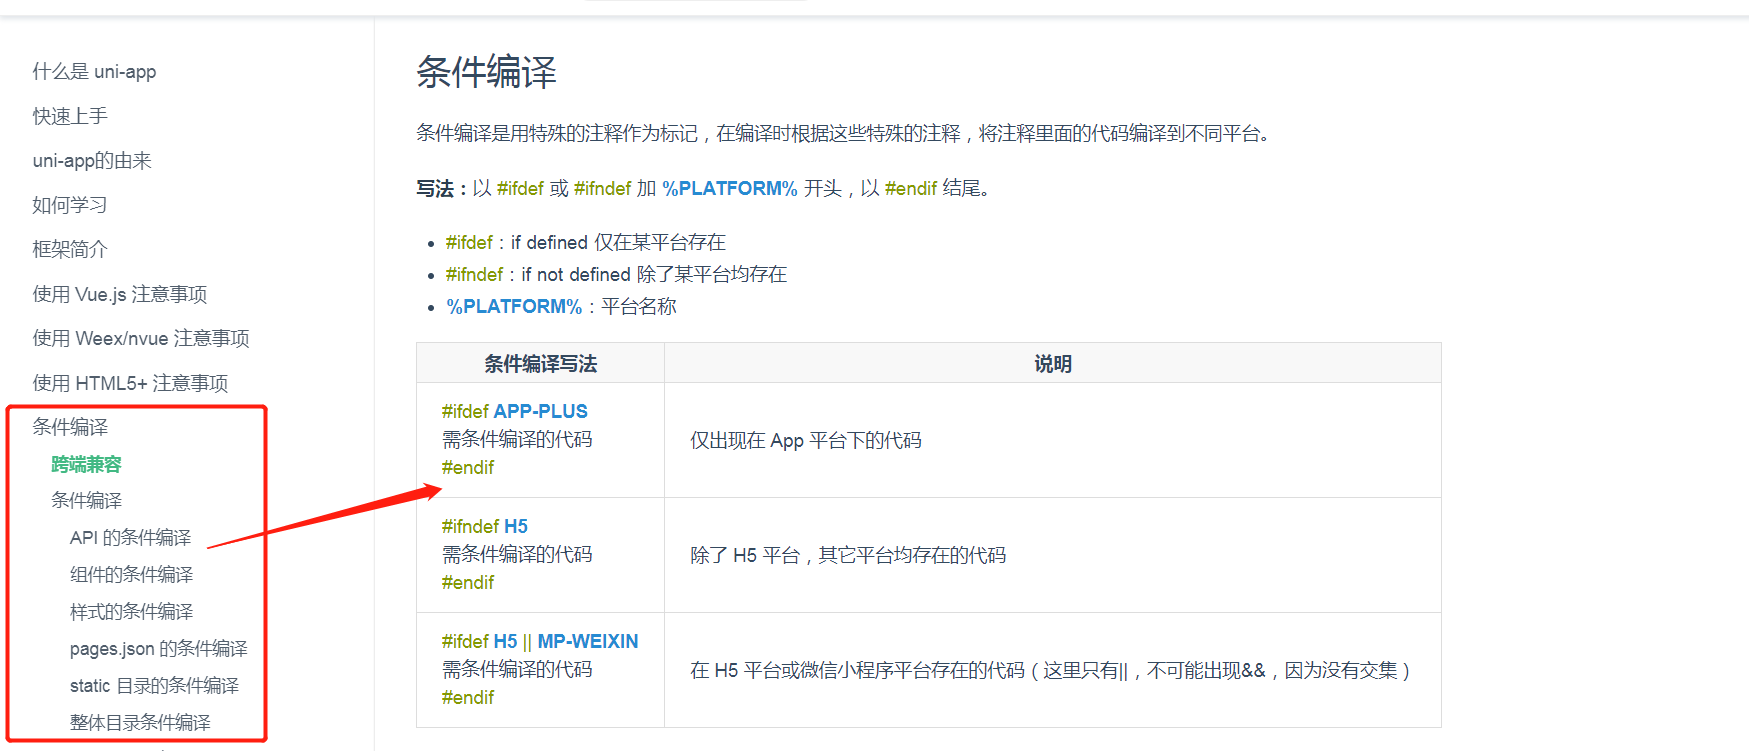 什么是 uni-app
快速上手
uni-app的由来
如何学习
框架简介
使用 Vue.js 注意事项
使用 Weex/nvue 注意事项
使用 HTML5+ 注意事项
条件编译
跨端兼容
条件编译
API 的条件编译
组件的条件编译
样式的条件编译
pages.json 的条件编译
static 目录的条件编译
整体目录条件编译
条件编译
条件编译是用特殊的注释作为标记，在编译时根据这些特殊的注释，将注释里面的代码编译到不同平台。
写法：以 #ifdef 或 #ifndef 加 %PLATFORM% 开头，以 #endif 结尾。
• #ifdef：if defined 仅在某平台存在
• #ifndef：if not defined 除了某平台均存在
• %PLATFORM%：平台名称
条件编译写法 说明
#ifdef APP-PLUS
需条件编译的代码
#endif
仅出现在 App 平台下的代码
#ifndef H5
需条件编译的代码
#endif
除了 H5 平台，其它平台均存在的代码
#ifdef H5 || MP-WEIXIN
需条件编译的代码
#endif
在 H5 平台或微信小程序平台存在的代码（这里只有||，不可能出现&&，因为没有交集）